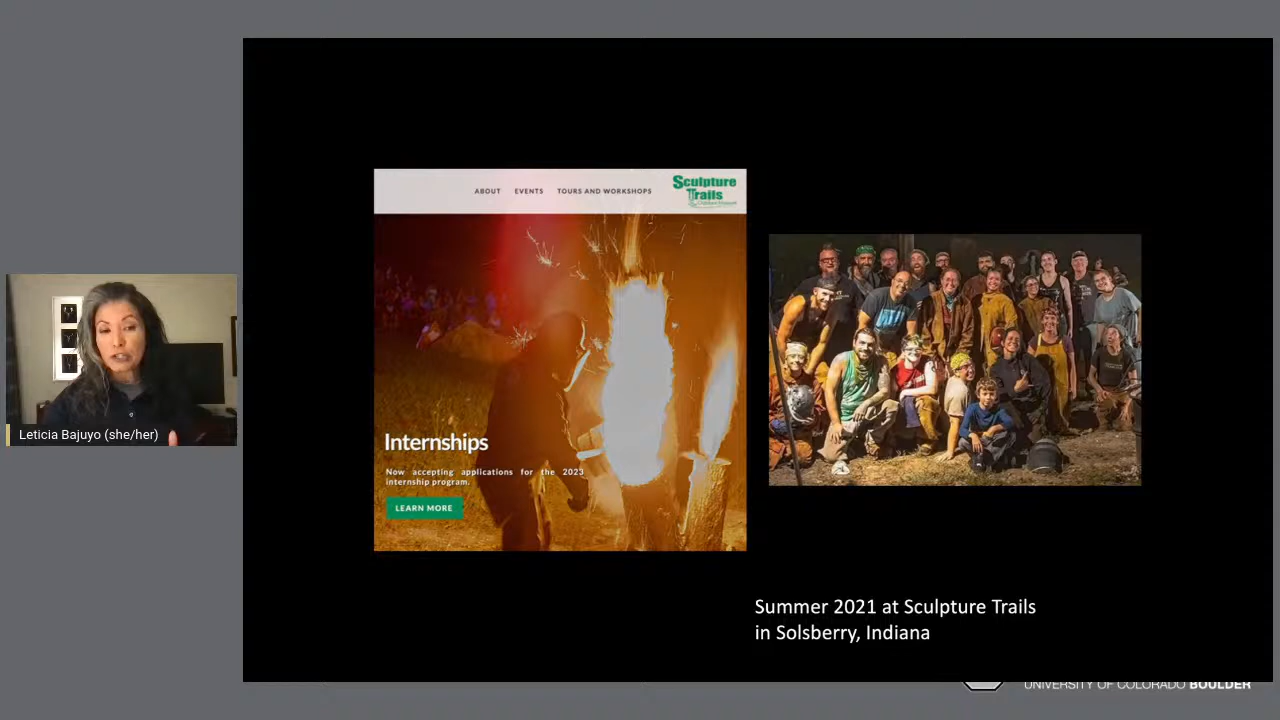 ABOUT EVENTS TOURS AND WORKSHOPS
Sculpture
Trails
Internships
Now accepting applications for the 2023
internship program.
LEARN MORE
Leticia Bajuyo (she/her)
Summer 2021 at Sculpture Trails
in Solsberry, Indiana
UNIVERSITY OF COLORADO BOULDER